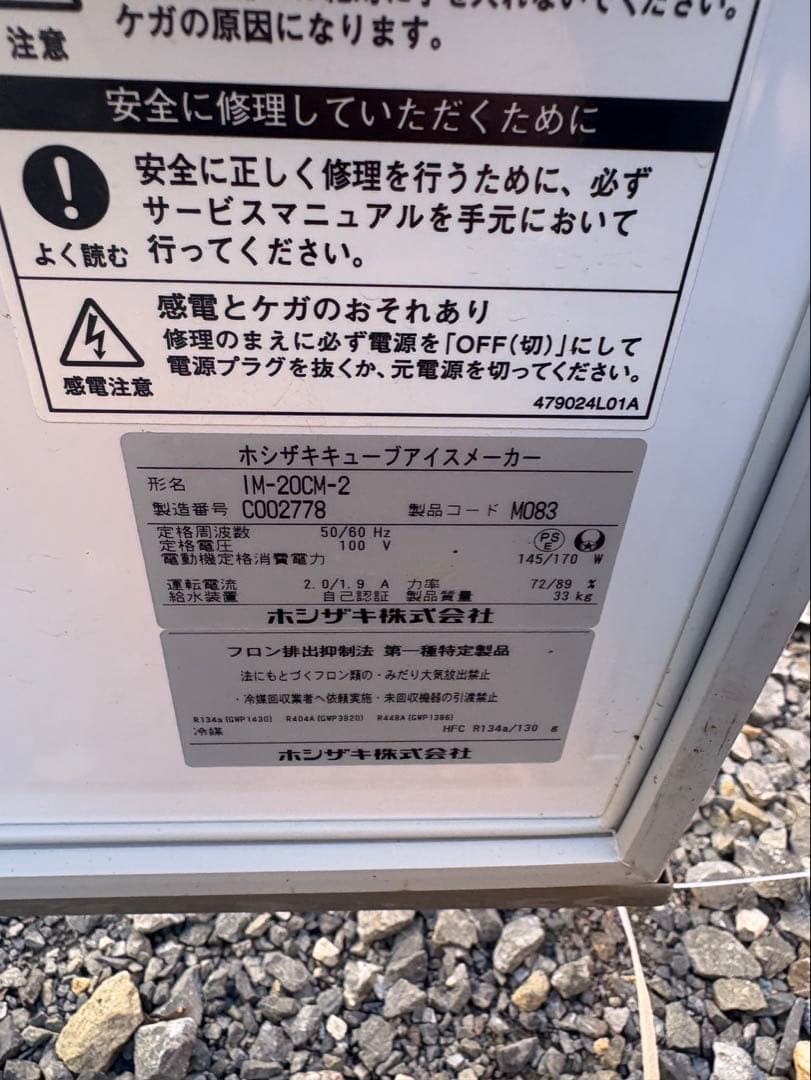 ケガの原因になります。
注意
安全に修理していただくために
安全に正しく修理を行うために、必ず
サービスマニュアルを手元において
行ってください。
よく読む
感電とケガのおそれあり
修理のまえに必ず電源を「OFF(切)」にして
電源プラグを抜くか、元電源を切ってください。
感電注意
479024L01A
ホシザキキューブアイスメーカー
形名 IM-20CM-2
製造番号 C002778 製品コード M083
定格周波数 50/60 Hz
定格電圧 100 V
PS
E
電動機定格消費電力 145/170 W
運転電流 2.0/1.9 A 力率 72/89 %
給水装置 自己認証 製品質量 33 kg
ホシザキ株式会社
フロン排出抑制法 第一種特定製品
法にもとづくフロン類の・みだり大気放出禁止
・冷媒回収業者へ依頼実施・未回収機器の引渡禁止
R134a(GWP1430) R404A(GWP3920) R448A(GWP1386)
冷媒 HFC R134a/130 g
ホシザキ株式会社